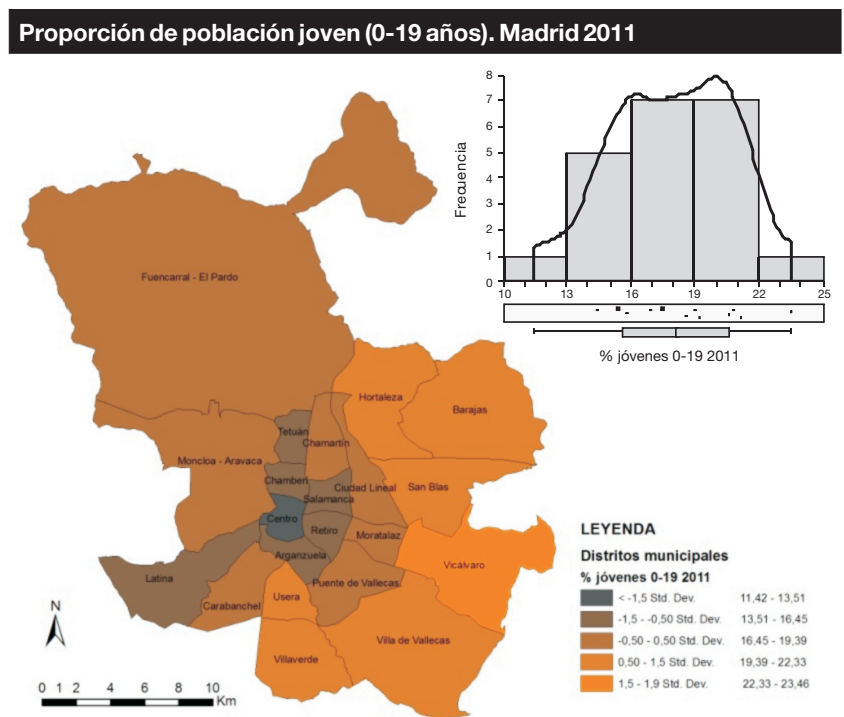 Proporción de población joven (0-19 años). Madrid 2011
8
7
6
5
4
3
2
1
0
Frecuencia
10 13 16 19 22 25
% jóvenes 0-19 2011
Fuencarral - El Pardo
Hortaleza
Barajas
Tetuán
Chamartín
Moncloa - Aravaca
Chamberí
Ciudad Lineal
San Blas
Salamanca
Centro
Retiro
Moratalaz
Arganzuela
Vicálvaro
Latina
Puente de Vallecas
Carabanchel
Usera
Villa de Vallecas
Villaverde
LEYENDA
Distritos municipales
% jóvenes 0-19 2011
< -1,5 Std. Dev. 11,42 - 13,51
-1,5 - -0,50 Std. Dev. 13,51 - 16,45
-0,50 - 0,50 Std. Dev. 16,45 - 19,39
0,50 - 1,5 Std. Dev. 19,39 - 22,33
1,5 - 1,9 Std. Dev. 22,33 - 23,46
N
0 1 2 4 6 8 10
Km